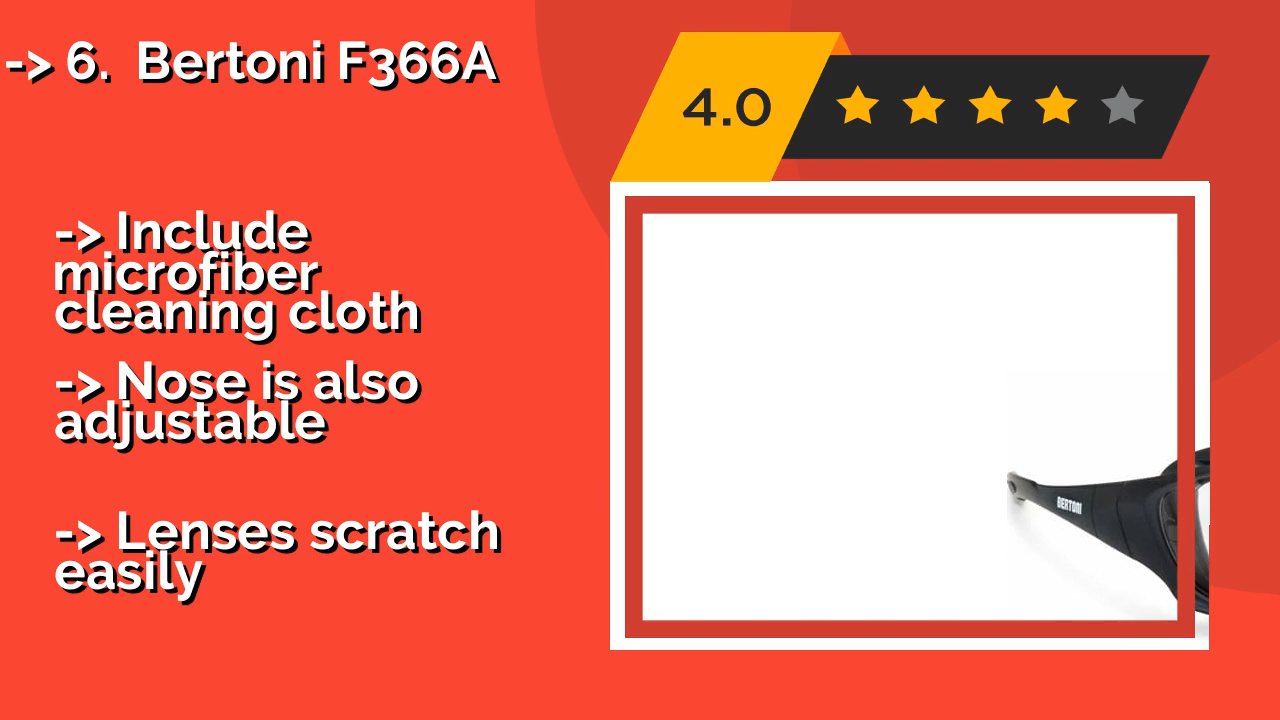 -> 6.  Bertoni F366A
4.0
-> Include
microfiber
cleaning cloth
-> Nose is also
adjustable
-> Lenses scratch
easily
BERTONI